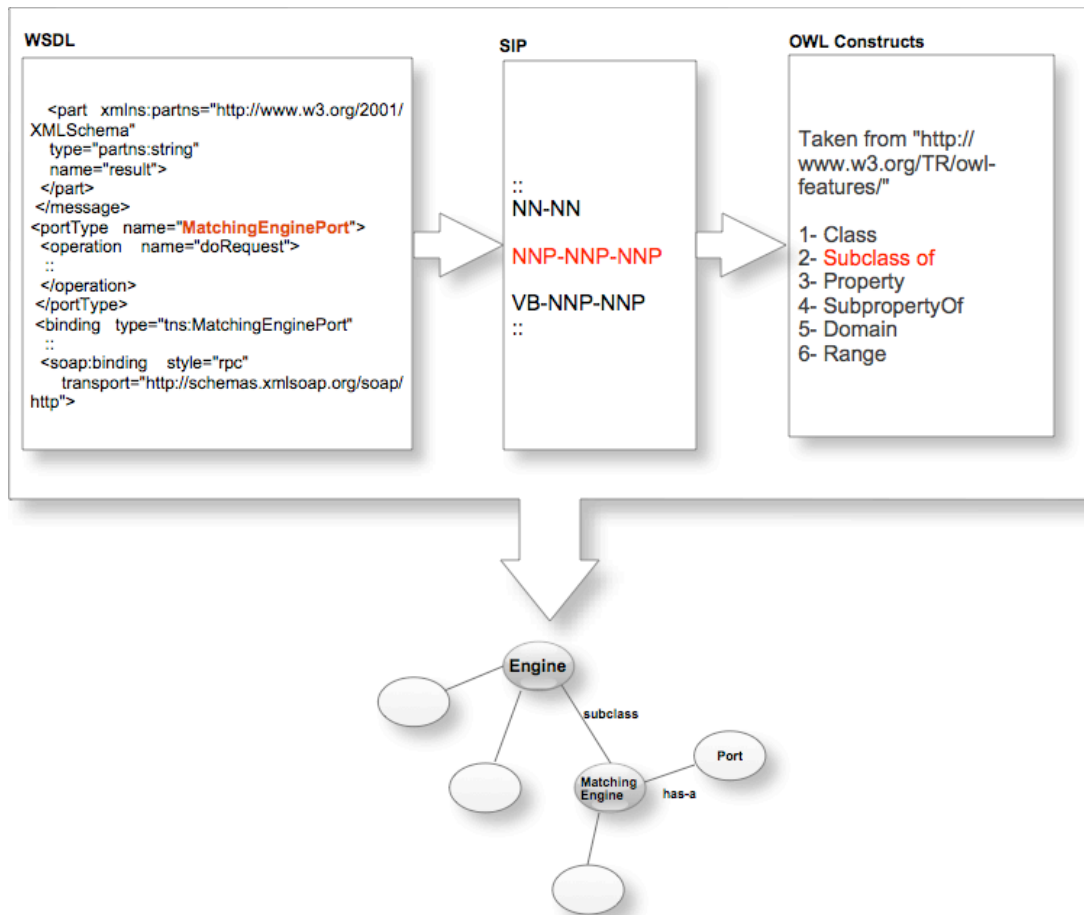 WSDL
<part xmlns:partns="http://www.w3.org/2001/
XMLSchema"
type="partns:string"
name="result">
</part>
</message>
<portType name="MatchingEnginePort">
<operation name="doRequest">
::
</operation>
</portType>
<binding type="tns:MatchingEnginePort"
::
<soap:binding style="rpc"
transport="http://schemas.xmlsoap.org/soap/
http">
SIP
::
NN-NN
NNP-NNP-NNP
VB-NNP-NNP
::
OWL Constructs
Taken from "http://
www.w3.org/TR/owl-
features/"
1- Class
2- Subclass of
3- Property
4- SubpropertyOf
5- Domain
6- Range
Engine
subclass
Port
Matching
Engine
has-a